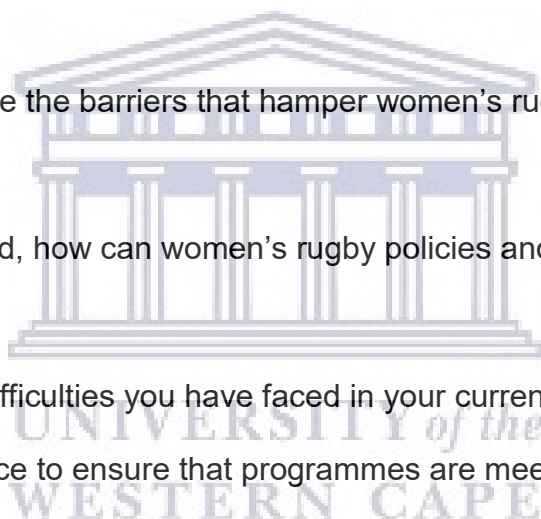 e the barriers that hamper women's ru
d, how can women's rugby policies and
fficulties you have faced in your curren
UNIVERSITY of the
ce to ensure that programmes are mee
WESTERN CAPE